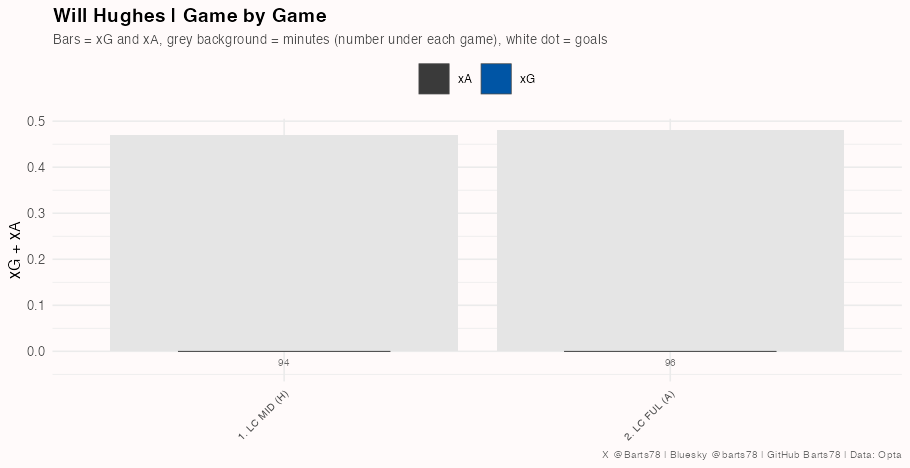 Will Hughes | Game by Game
Bars = xG and xA, grey background = minutes (number under each game), white dot = goals
xA xG
0.5
0.4
0.3
0.2
0.1
0.0
xG + xA
94 96
1. LC MID (H)
2. LC FUL (A)
X @Barts78 | Bluesky @barts78 | GitHub Barts78 | Data: Opta